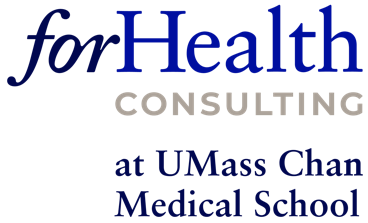 forHealth
CONSULTING
at UMass Chan
Medical School